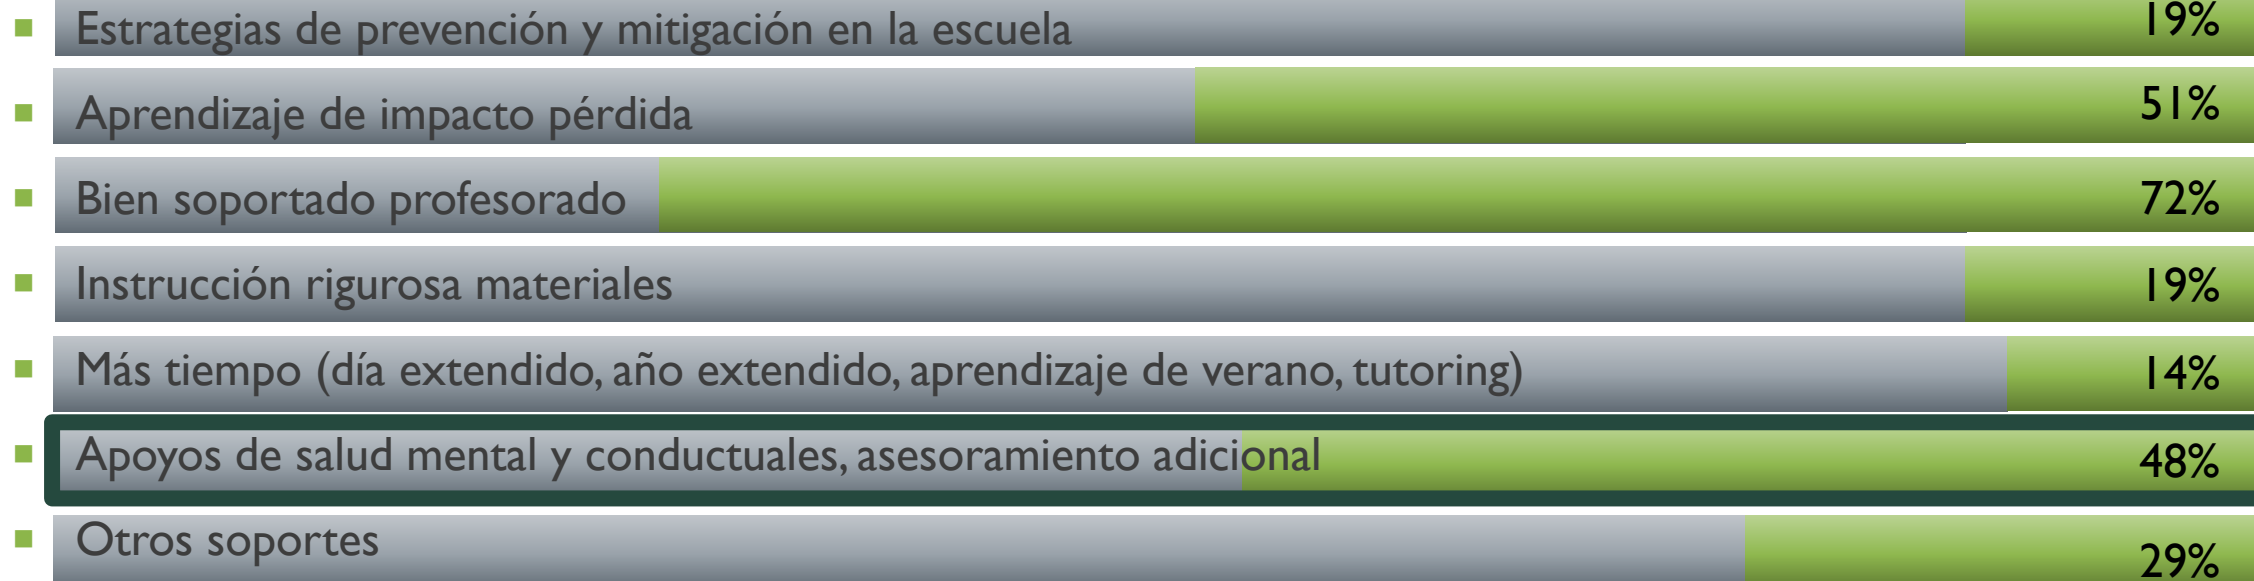 Estrategias de prevención y mitigación en la escuela 19%
Aprendizaje de impacto pérdida 51%
Bien soportado profesorado 72%
Instrucción rigurosa materiales 19%
Más tiempo (día extendido, año extendido, aprendizaje de verano, tutoring) 14%
Apoyos de salud mental y conductuales, asesoramiento adicional 48%
Otros soportes 29%